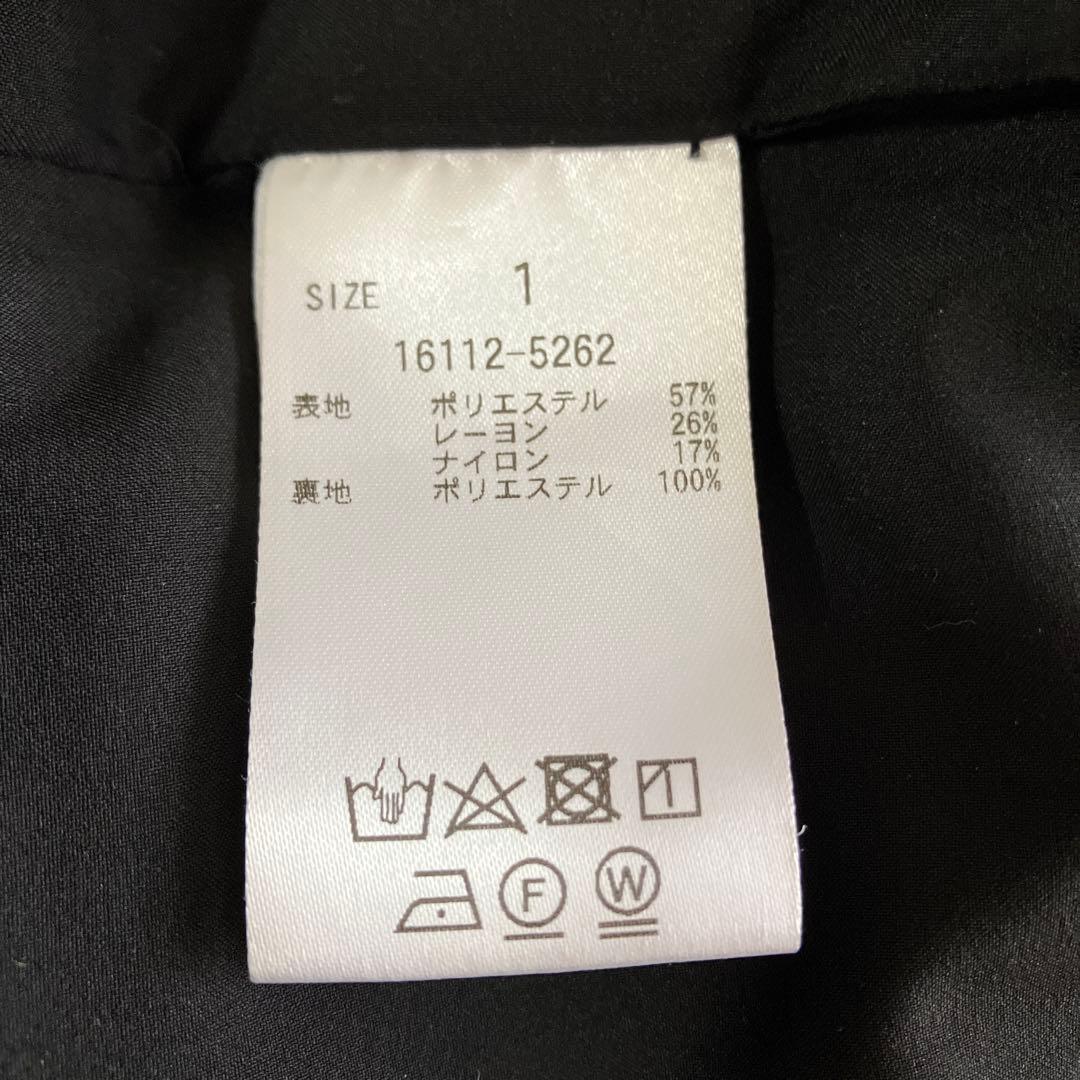 SIZE 1
16112-5262
表地 ポリエステル 57%
レーヨン 26%
ナイロン 17%
裏地 ポリエステル 100%
F W